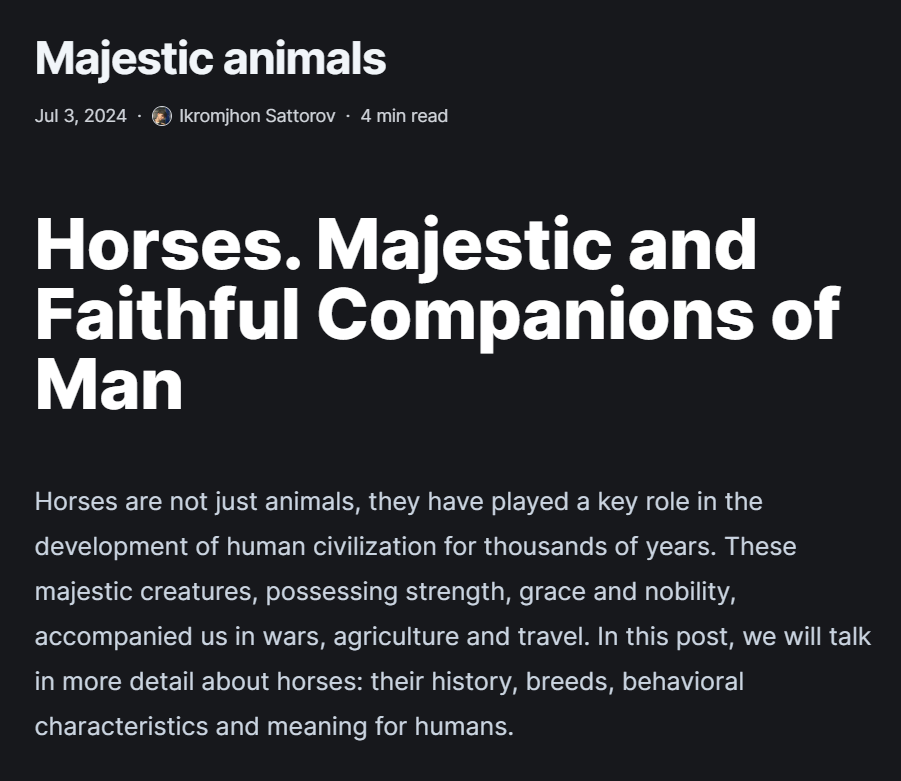 Majestic animals
Jul 3, 2024 · Ikromjhon Sattorov · 4 min read
Horses. Majestic and
Faithful Companions of
Man
Horses are not just animals, they have played a key role in the
development of human civilization for thousands of years. These
majestic creatures, possessing strength, grace and nobility,
accompanied us in wars, agriculture and travel. In this post, we will talk
in more detail about horses: their history, breeds, behavioral
characteristics and meaning for humans.